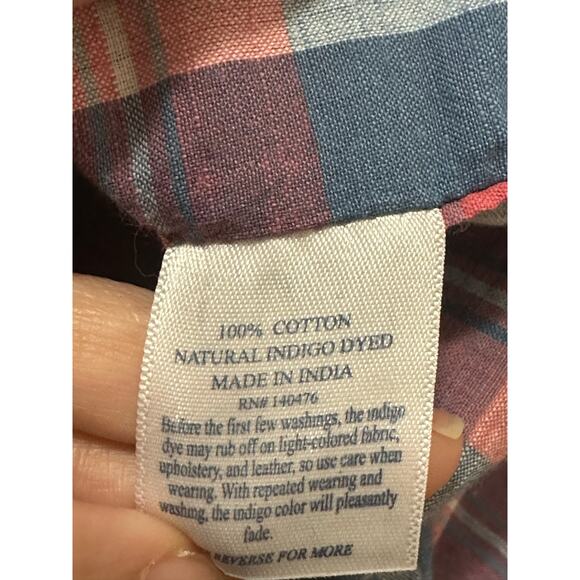 100% COTTON
NATURAL INDIGO DYED
MADE IN INDIA
RN# 140476
Before the first few washings, the indigo
dye may rub off on light-colored fabric,
upholstery, and leather, so use care when
wearing. With repeated wearing and
washing, the indigo color will pleasantly
fade.
REVERSE FOR MORE